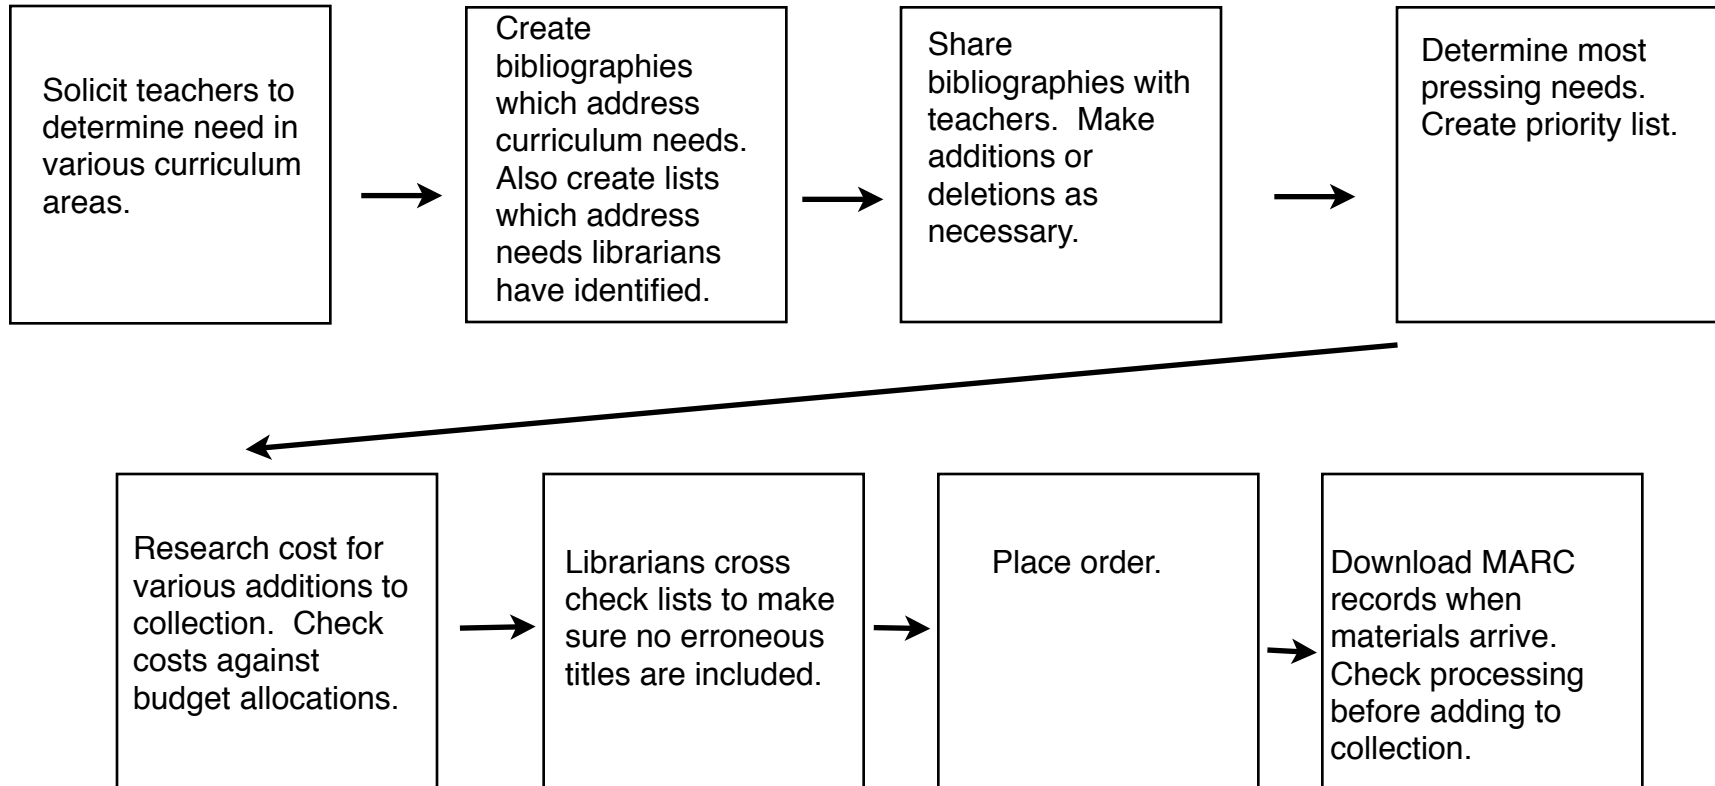 Solicit teachers to
determine need in
various curriculum
areas.
Create
bibliographies
which address
curriculum needs.
Also create lists
which address
needs librarians
have identified.
Share
bibliographies with
teachers.  Make
additions or
deletions as
necessary.
Determine most
pressing needs.
Create priority list.
Research cost for
various additions to
collection.  Check
costs against
budget allocations.
Librarians cross
check lists to make
sure no erroneous
titles are included.
Place order.
Download MARC
records when
materials arrive.
Check processing
before adding to
collection.